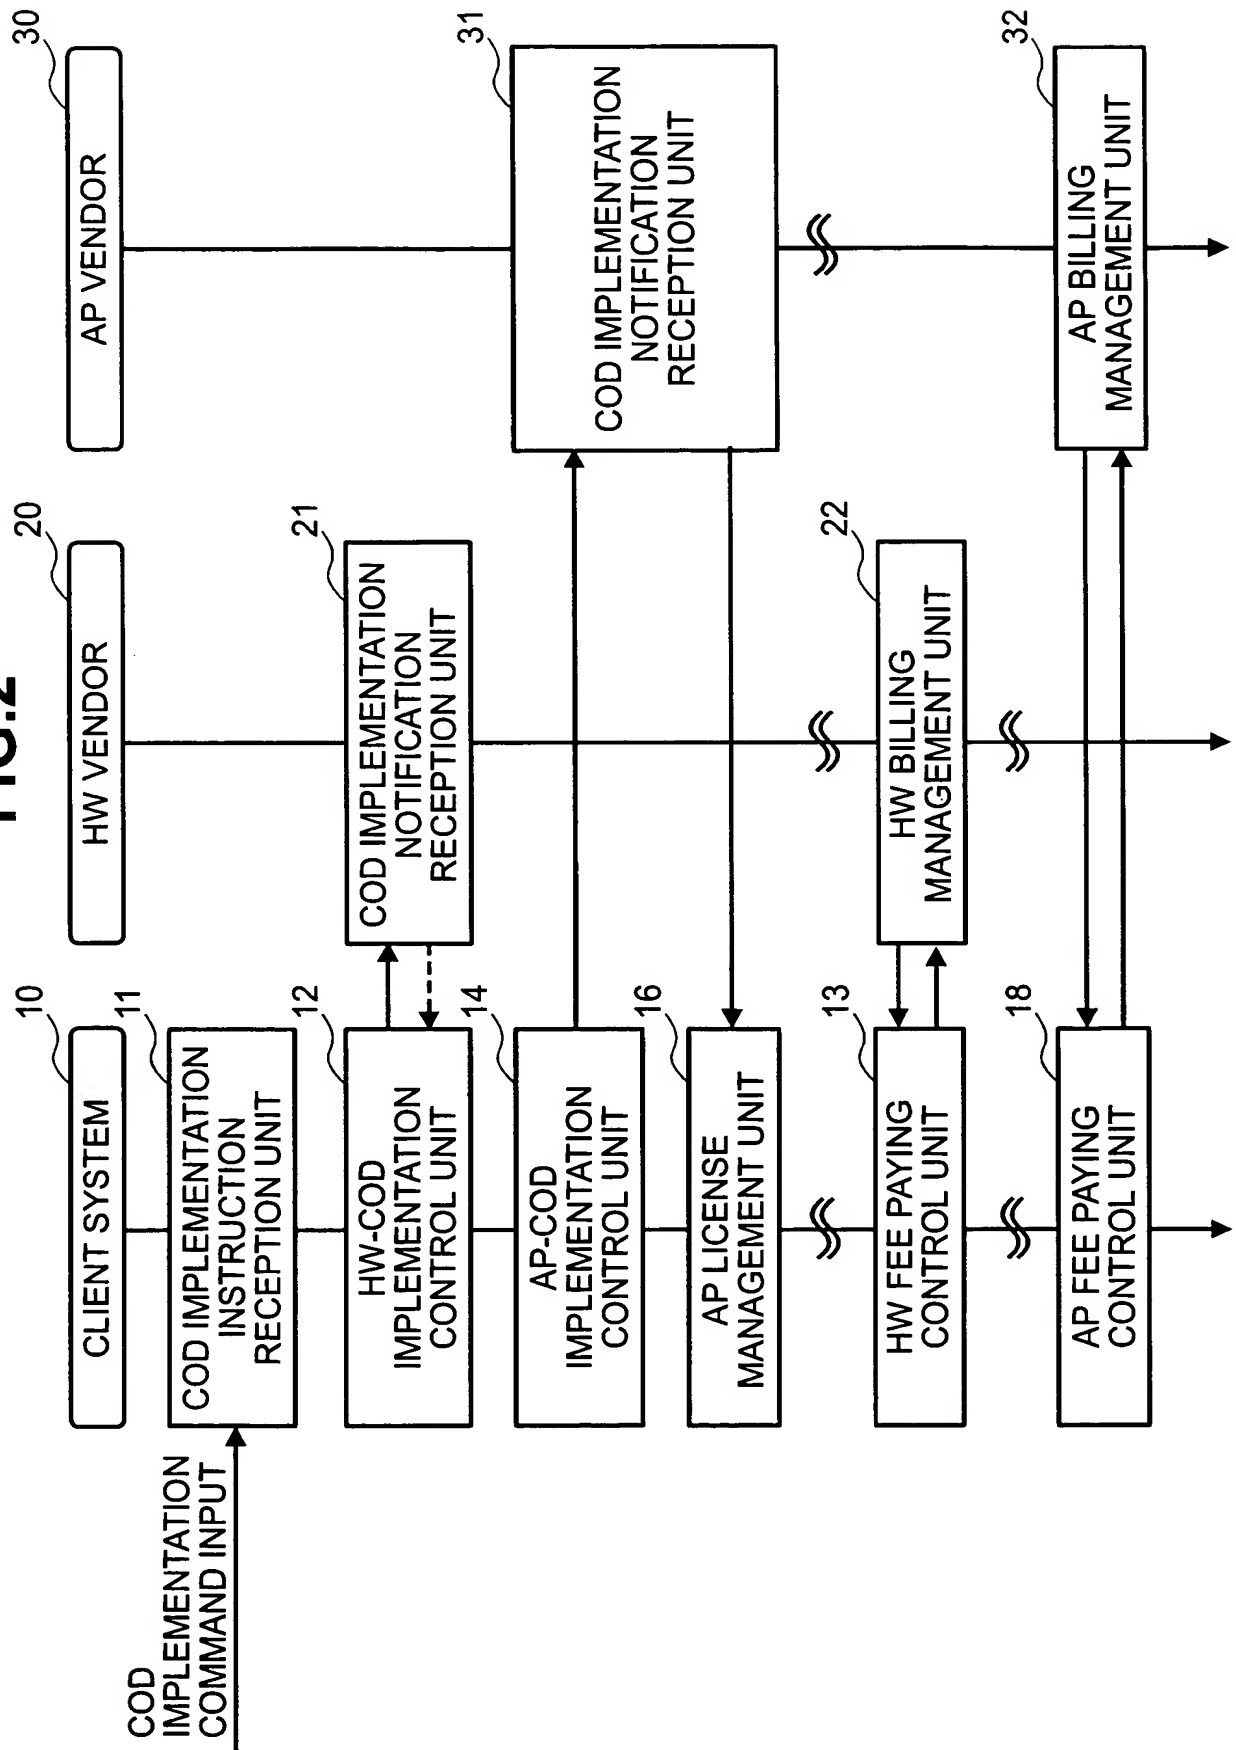 FIG.2
COD
IMPLEMENTATION
COMMAND INPUT
10
CLIENT SYSTEM
11
COD IMPLEMENTATION
INSTRUCTION
RECEPTION UNIT
12
HW-COD
IMPLEMENTATION
CONTROL UNIT
14
AP-COD
IMPLEMENTATION
CONTROL UNIT
16
AP LICENSE
MANAGEMENT UNIT
13
HW FEE PAYING
CONTROL UNIT
18
AP FEE PAYING
CONTROL UNIT
20
HW VENDOR
21
COD IMPLEMENTATION
NOTIFICATION
RECEPTION UNIT
22
HW BILLING
MANAGEMENT UNIT
30
AP VENDOR
31
COD IMPLEMENTATION
NOTIFICATION
RECEPTION UNIT
32
AP BILLING
MANAGEMENT UNIT